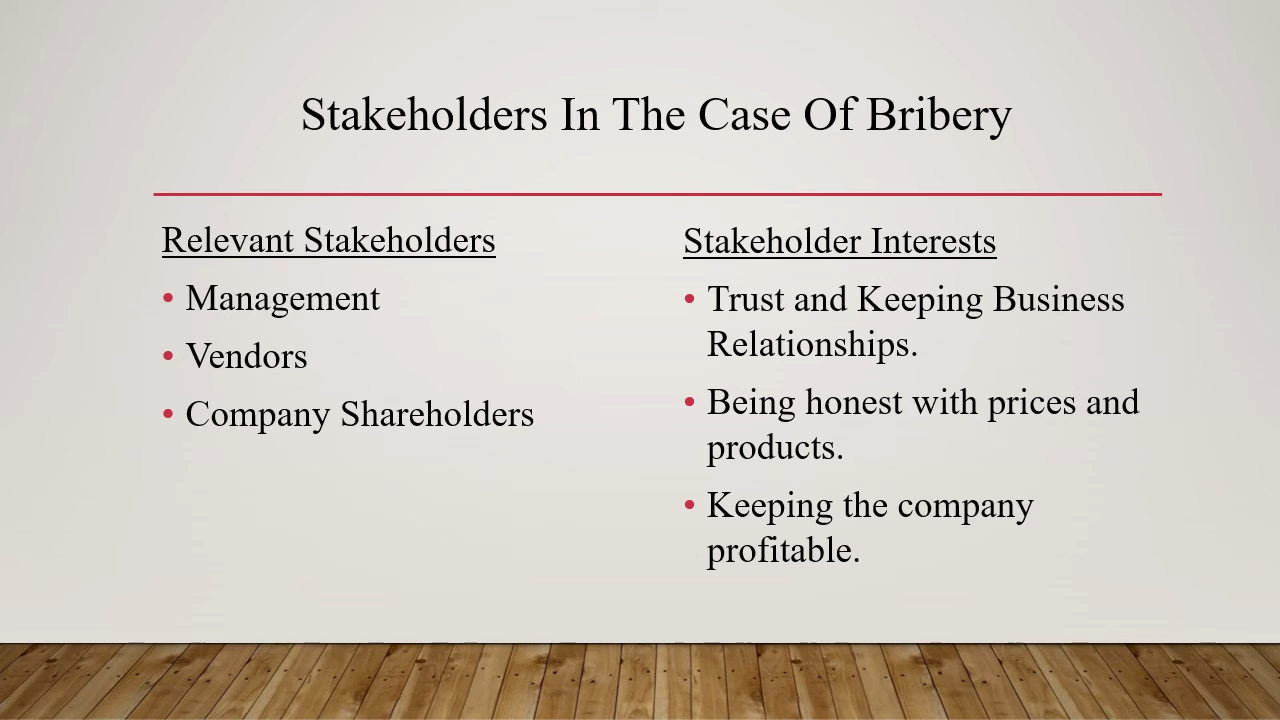 Stakeholders In The Case Of Bribery
Relevant Stakeholders
• Management
• Vendors
• Company Shareholders
Stakeholder Interests
• Trust and Keeping Business
Relationships.
• Being honest with prices and
products.
• Keeping the company
profitable.